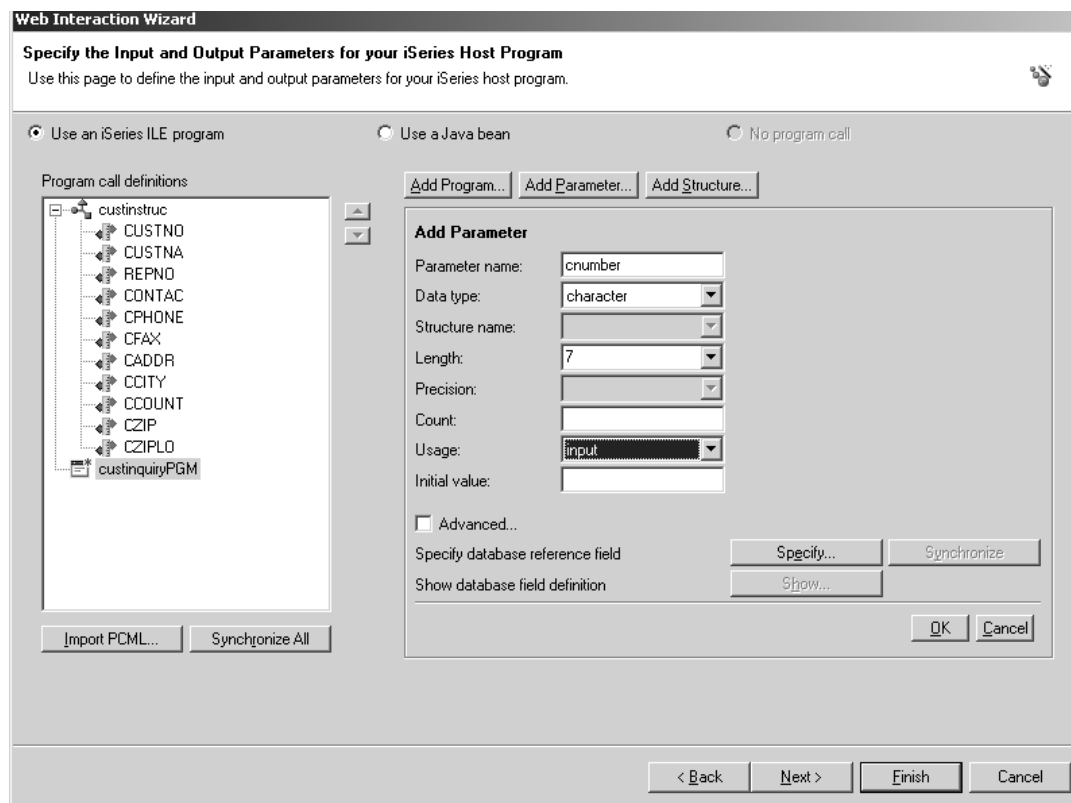 Web Interaction Wizard
Specify the Input and Output Parameters for your iSeries Host Program
Use this page to define the input and output parameters for your iSeries host program.
Use an iSeries ILE program
Use a Java bean
No program call
Program call definitions
custinstruc
CUSTNO
CUSTNA
REPNO
CONTAC
CPHONE
CFAX
CADDR
CCITY
CCOUNT
CZIP
CZIPLO
custinquiryPGM
Import PCML...
Synchronize All
Add Program...
Add Parameter...
Add Structure...
Add Parameter
Parameter name: cnumber
Data type: character
Structure name:
Length: 7
Precision:
Count:
Usage: input
Initial value:
Advanced...
Specify database reference field Specify... Synchronize
Show database field definition Show...
OK Cancel
< Back Next > Finish Cancel